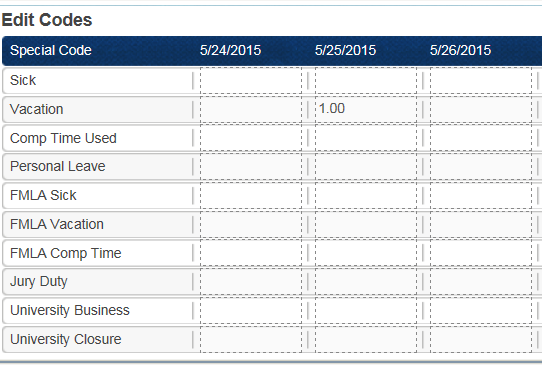 Edit Codes
Special Code 5/24/2015 5/25/2015 5/26/2015
Sick
Vacation 1.00
Comp Time Used
Personal Leave
FMLA Sick
FMLA Vacation
FMLA Comp Time
Jury Duty
University Business
University Closure